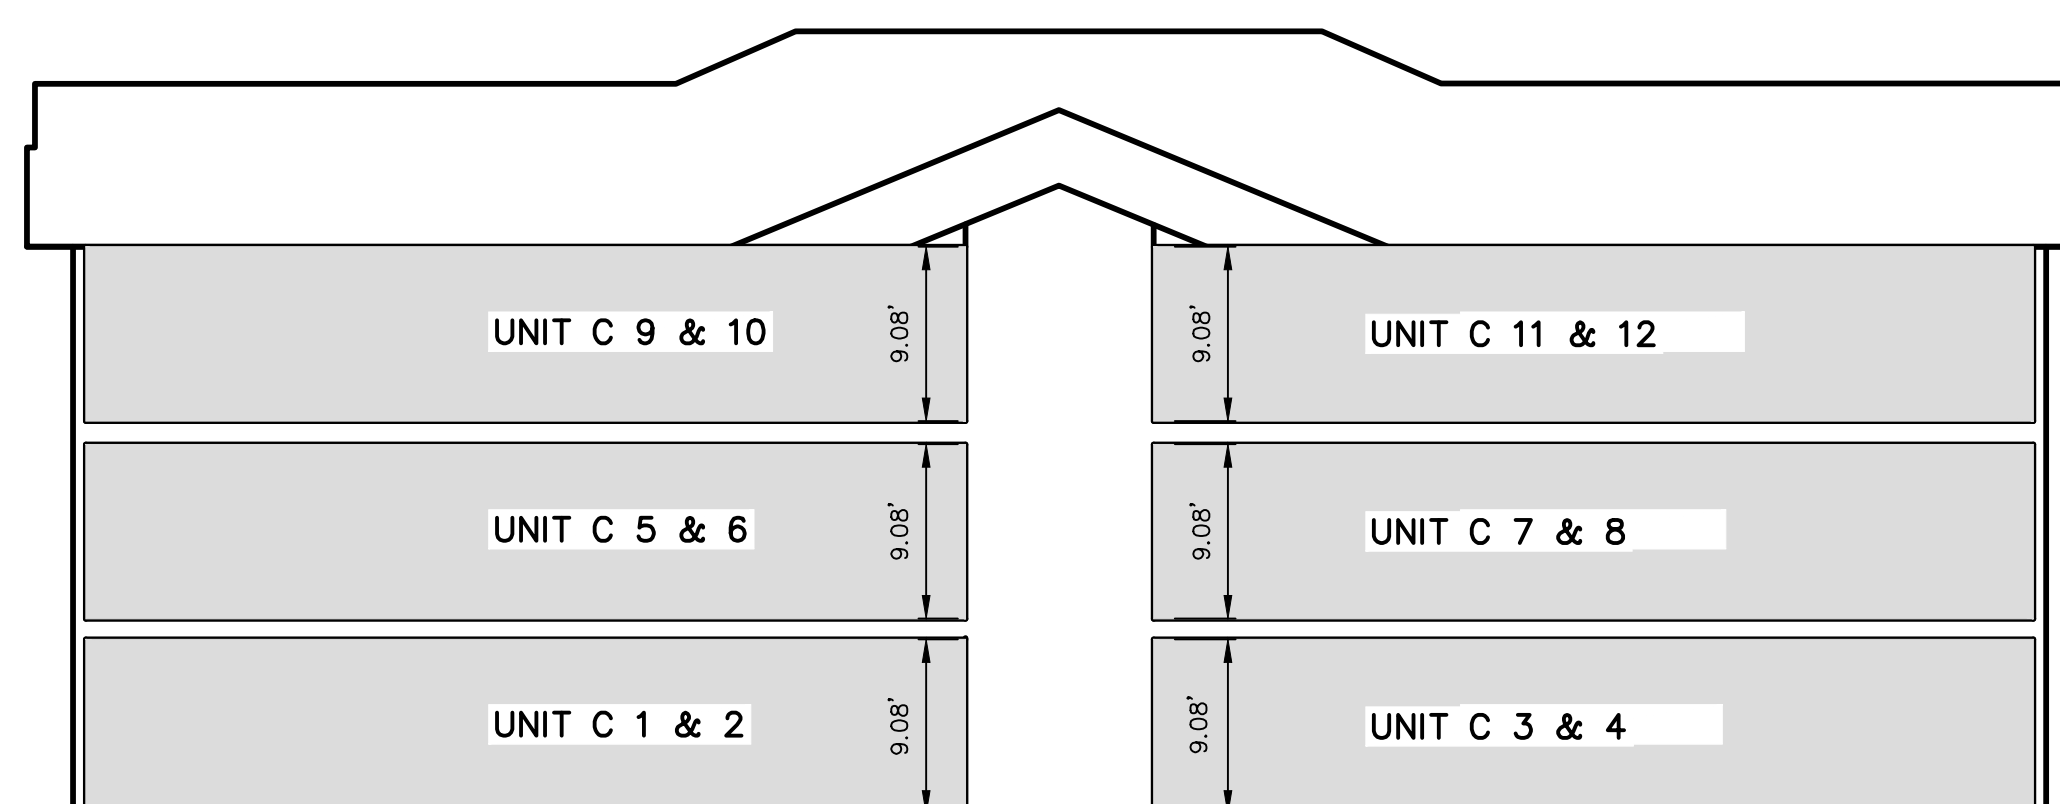 UNIT C 9 & 10
9.08'
9.08'
UNIT C 11 & 12
UNIT C 5 & 6
9.08'
9.08'
UNIT C 7 & 8
UNIT C 1 & 2
9.08'
9.08'
UNIT C 3 & 4